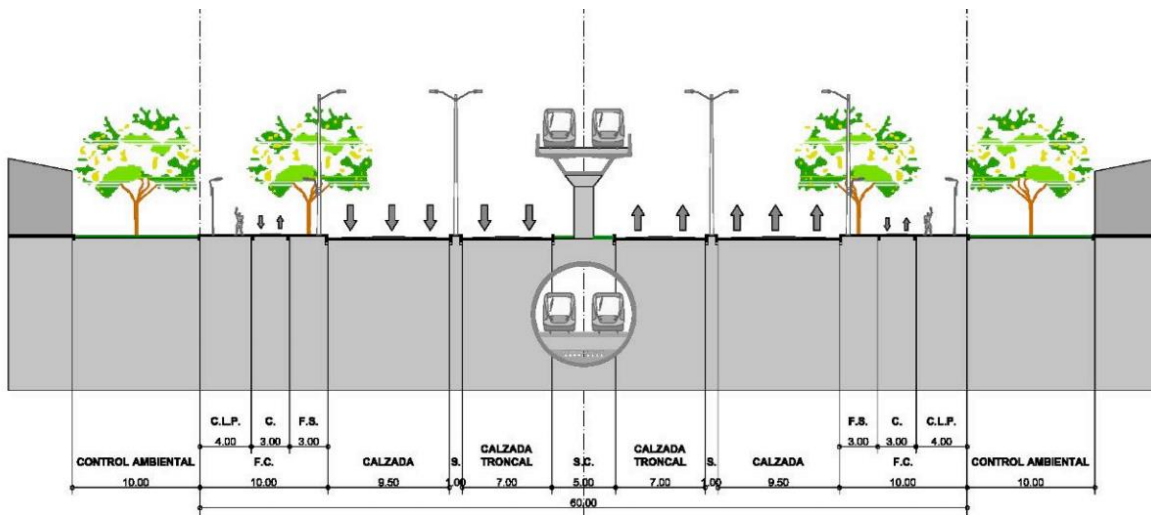 C.L.P. C. F.S. F.S. C. C.L.P.
4.00 3.00 3.00 3.00 3.00 4.00
CONTROL AMBIENTAL F.C. CALZADA S. CALZADA TRONCAL S.C. CALZADA TRONCAL S. CALZADA F.C. CONTROL AMBIENTAL
10.00 10.00 9.50 1.00 7.00 5.00 7.00 1.00 9.50 10.00 10.00
60.00